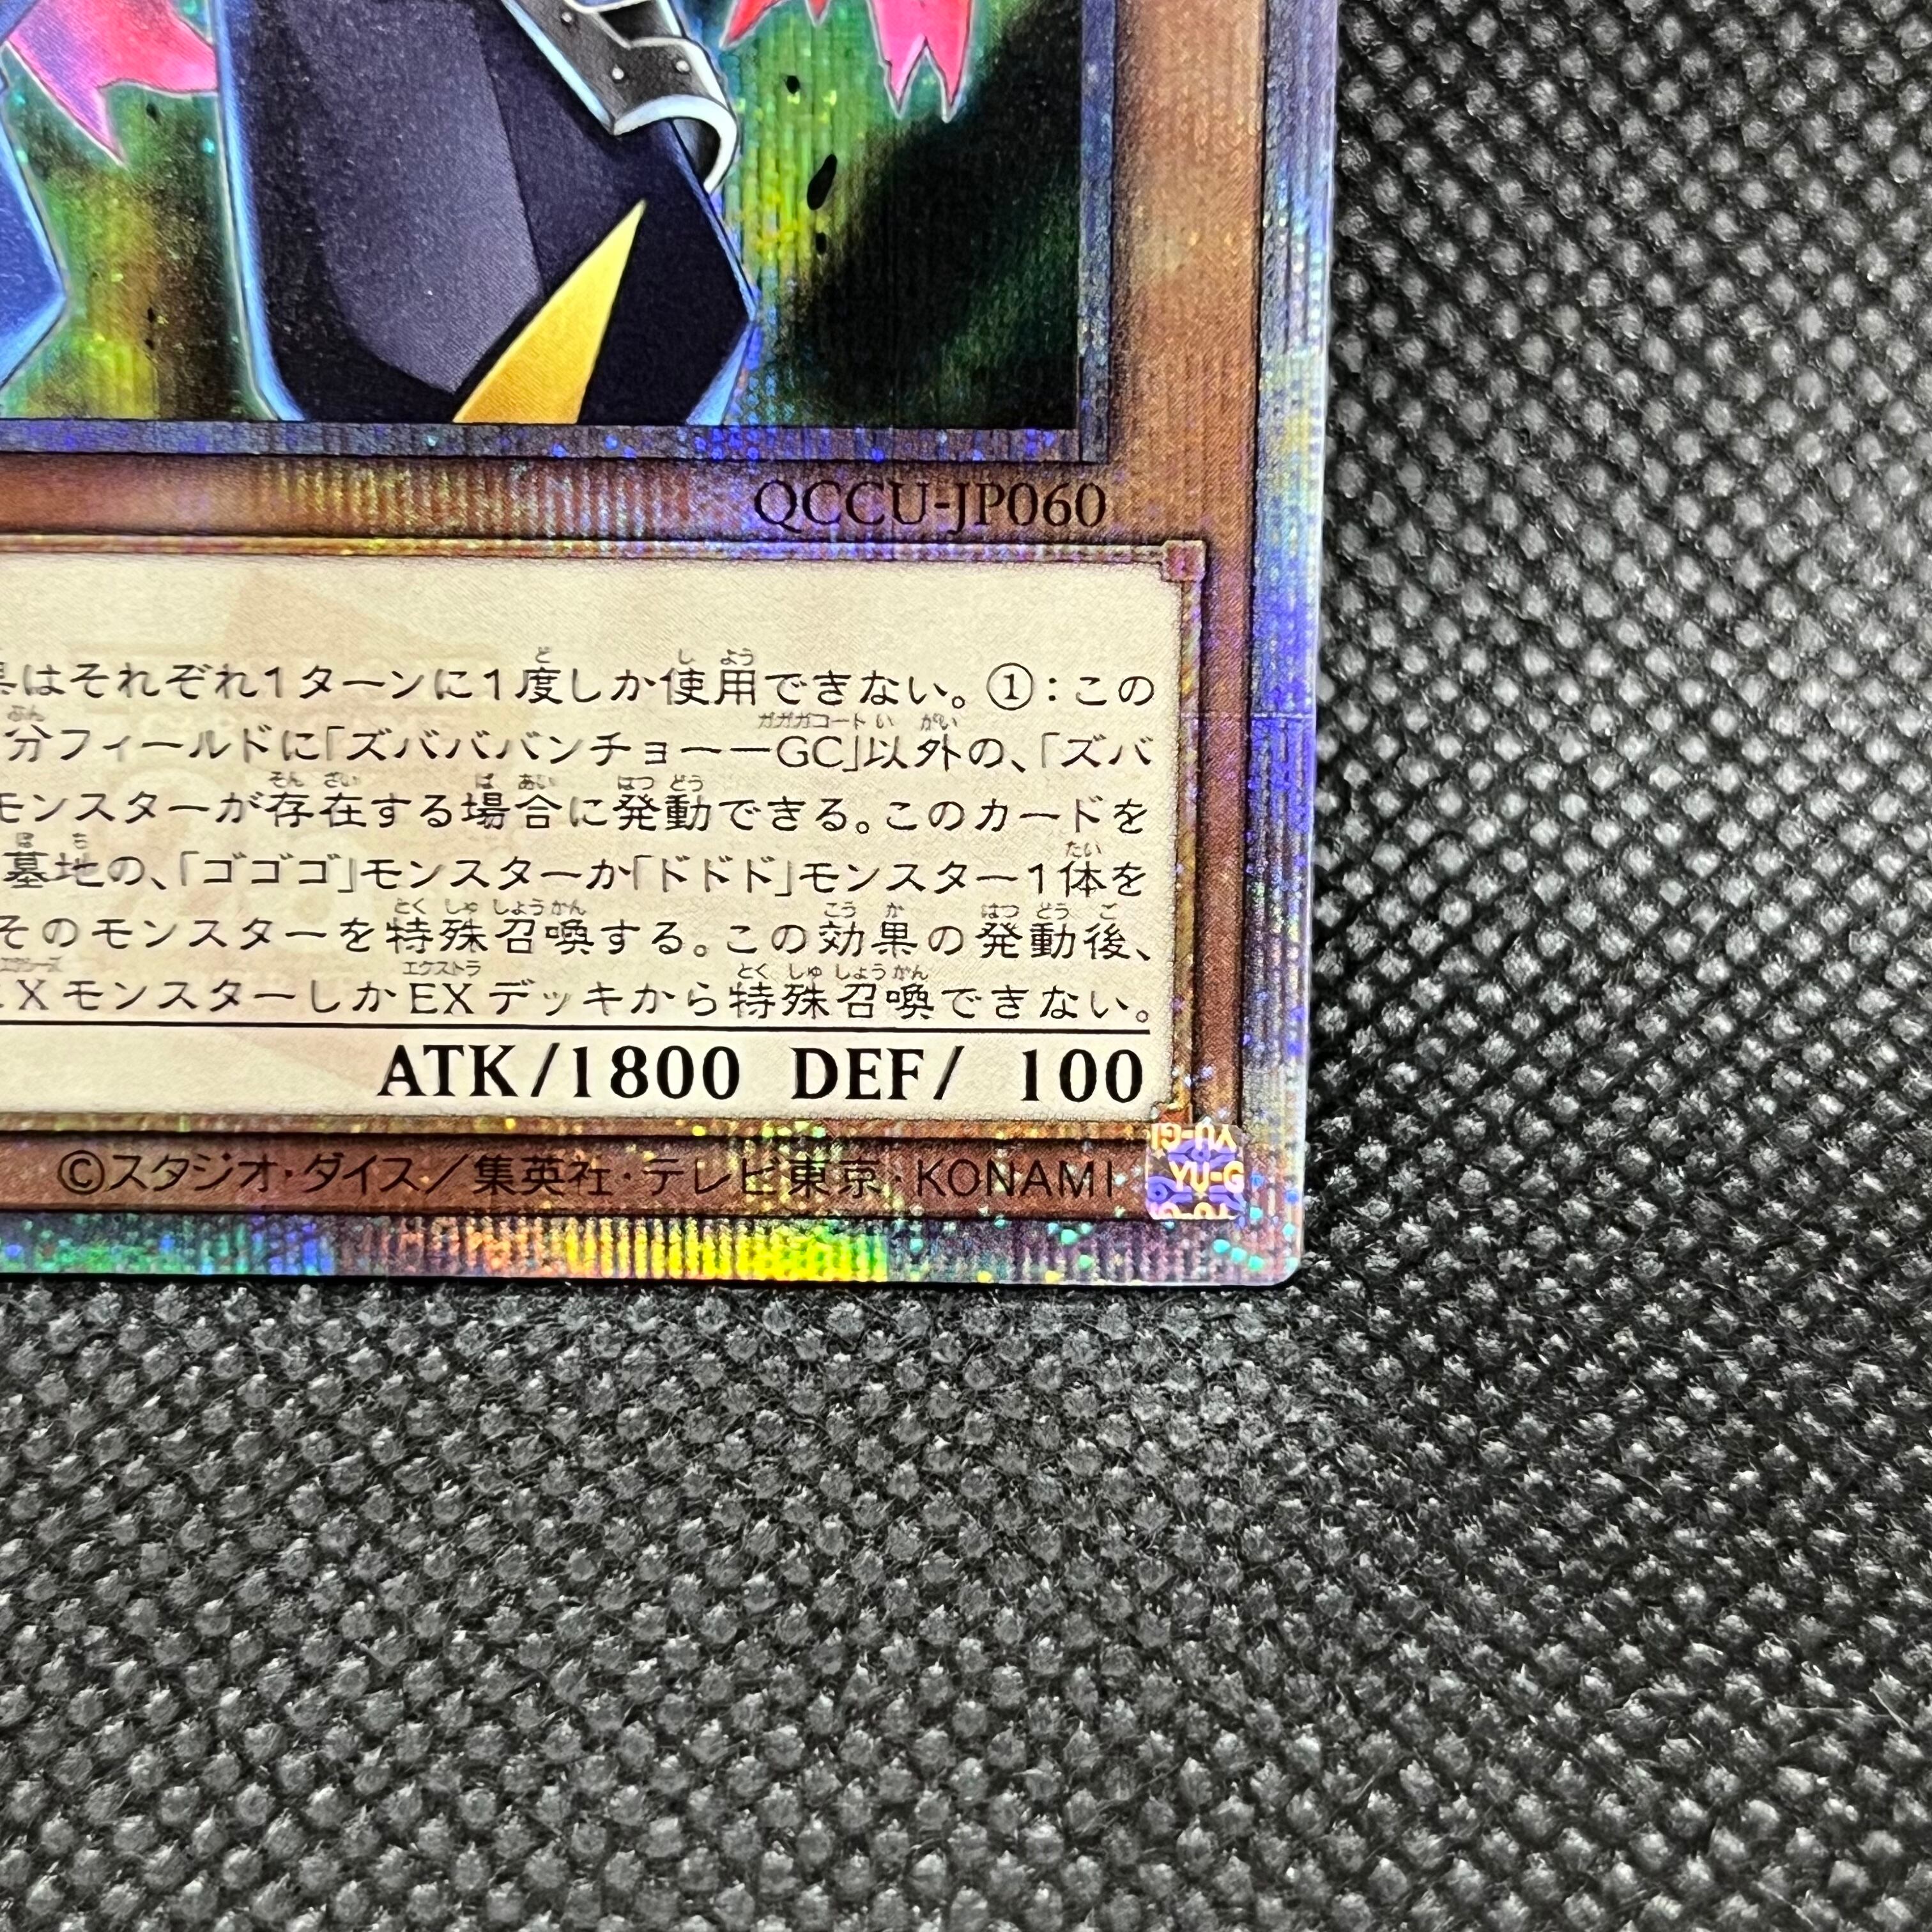 QCCU-JP060
果はそれぞれ1ターンに1度しか使用できない。①:この
分フィールドに「ズババババンチョー－GC」以外の、「ズバ
モンスターが存在する場合に発動できる。このカードを
墓地の、「ゴゴゴ」モンスターか「ドドド」モンスター1体を
そのモンスターを特殊召喚する。この効果の発動後、
Xモンスターしか EXデッキから特殊召喚できない。
ATK/1800 DEF/ 100
©スタジオ・ダイス/集英社・テレビ東京・KONAMI
YU-G